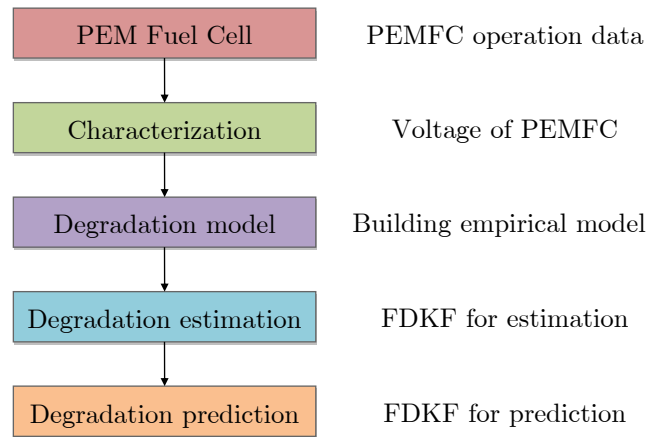 PEM Fuel Cell
PEMFC operation data
Characterization
Voltage of PEMFC
Degradation model
Building empirical model
Degradation estimation
FDKF for estimation
Degradation prediction
FDKF for prediction